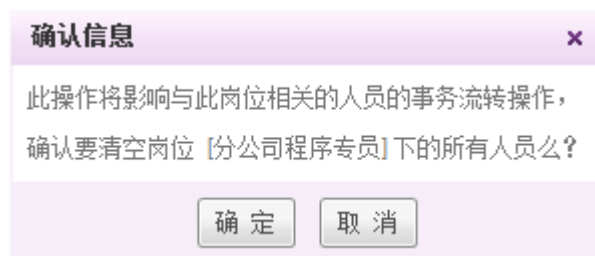 确认信息
×
此操作将影响与此岗位相关的人员的事务流转操作，
确认要清空岗位 [分公司程序专员]下的所有人员么？
确 定 取 消